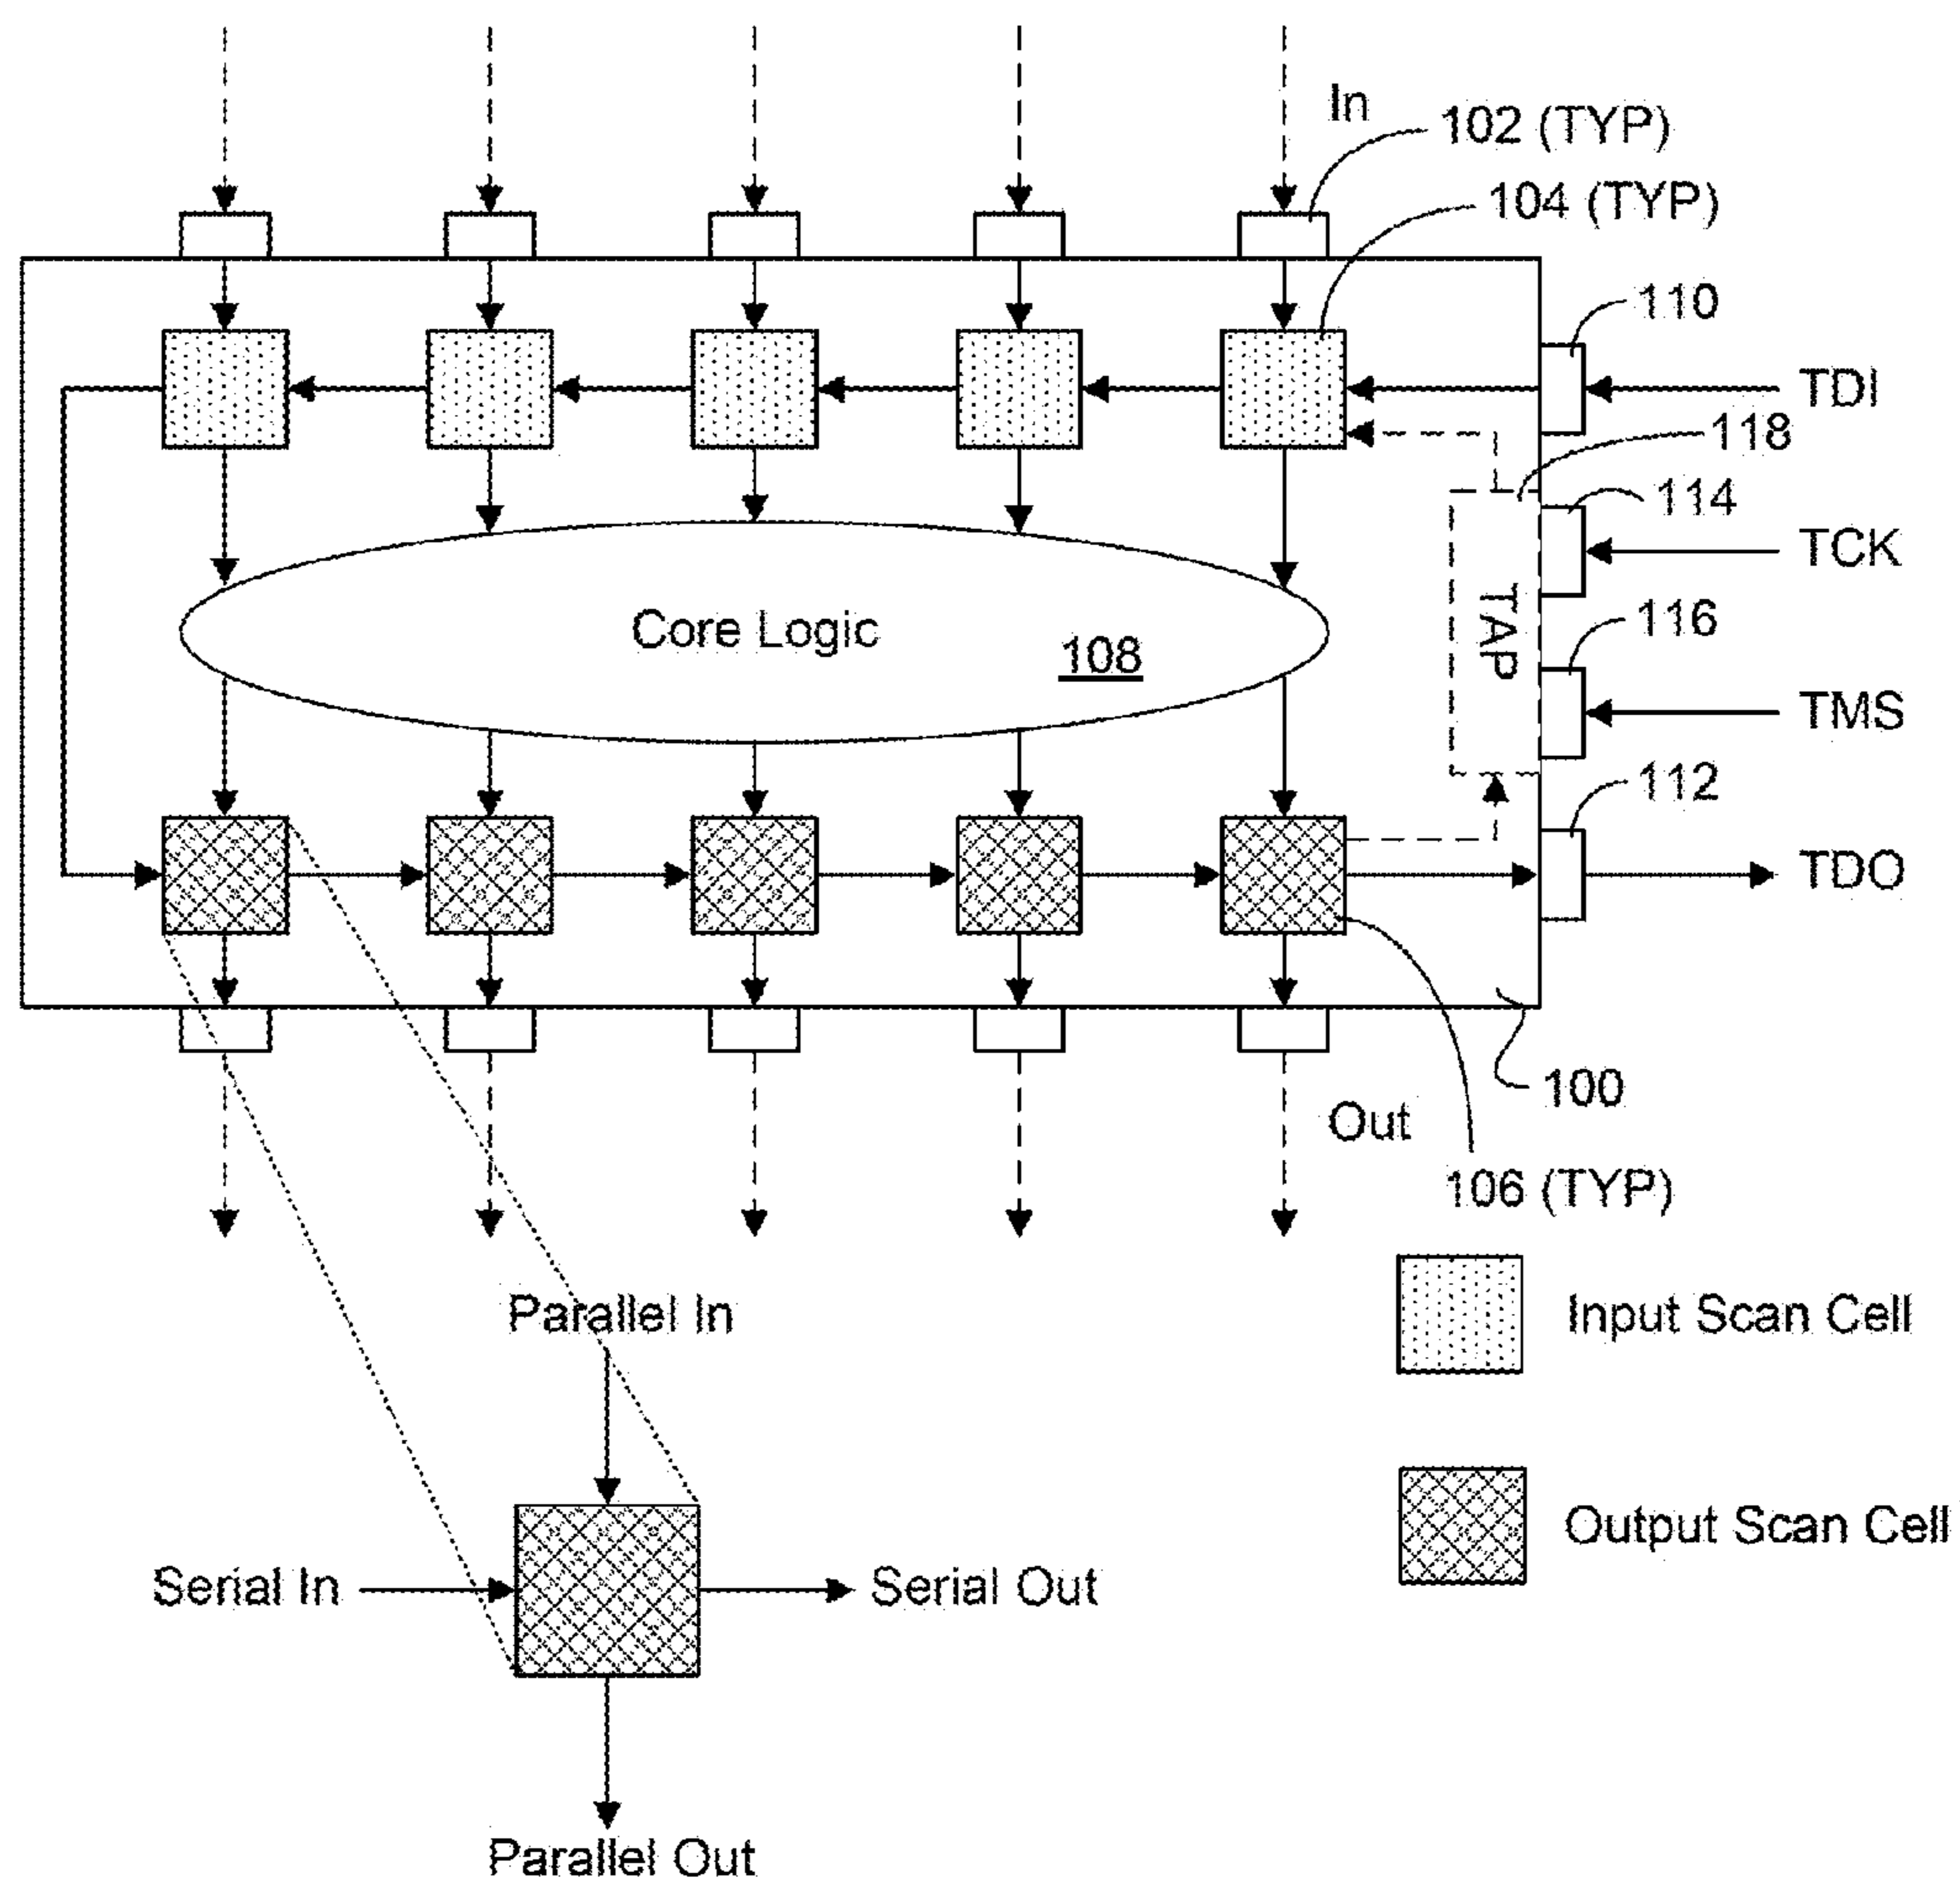 In
102 (TYP)
104 (TYP)
110
TDI
118
114
TCK
TAP
116
Core Logic
108
TMS
112
TDO
100
Out
106 (TYP)
Parallel In
Input Scan Cell
Output Scan Cell
Serial In
Serial Out
Parallel Out